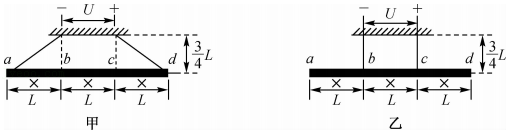 − U +
a b c d 3/4 L
× × ×
L L L
甲
− U +
a b c d 3/4 L
× × ×
L L L
乙